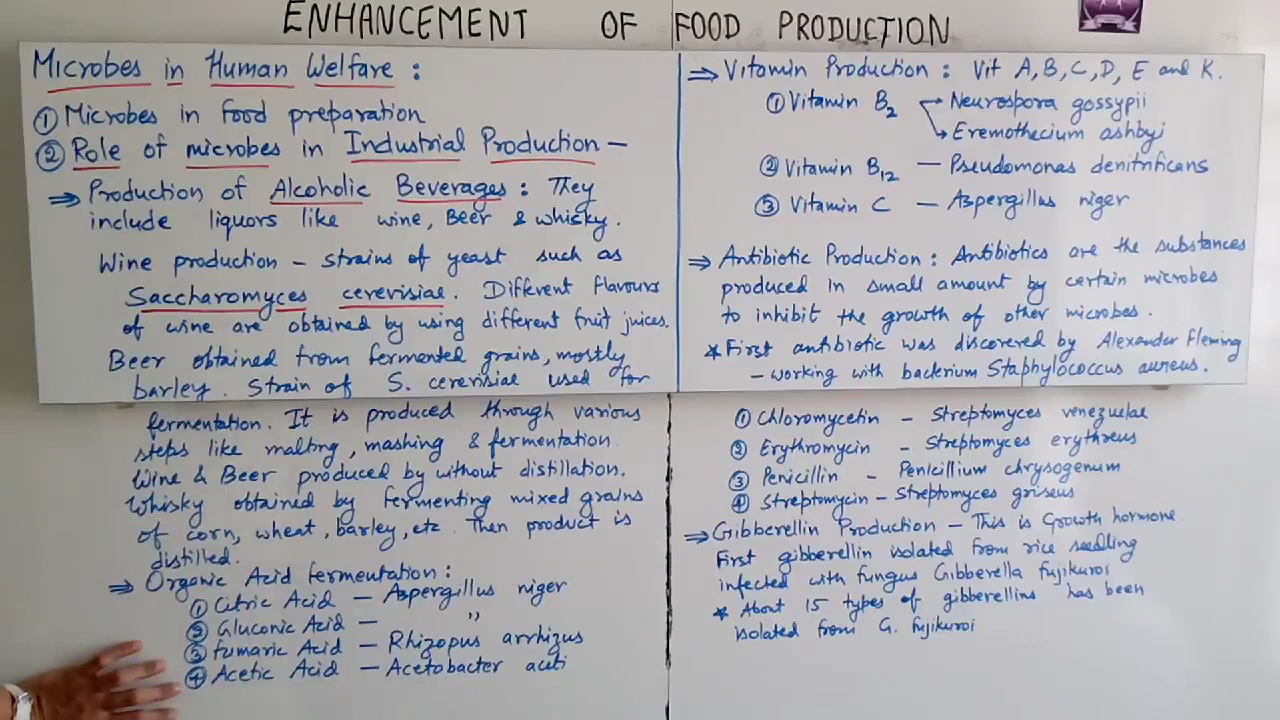 ENHANCEMENT OF FOOD PRODUCTION
Microbes in Human Welfare :
① Microbes in food preparation
② Role of microbes in Industrial Production –
⇒ Production of Alcoholic Beverages : They
include liquors like wine, Beer & whisky.
Wine production – strains of yeast such as
Saccharomyces cerevisiae. Different flavours
of wine are obtained by using different fruit juices.
Beer obtained from fermented grains, mostly
barley. Strain of S. cerevisiae used for
fermentation. It is produced through various
steps like malting, mashing & fermentation.
Wine & Beer produced by without distillation.
Whisky obtained by fermenting mixed grains
of corn, wheat, barley, etc. Then product is
distilled.
⇒ Organic Acid fermentation :
① Citric Acid – Aspergillus niger
② Gluconic Acid – ,,
③ Fumaric Acid – Rhizopus arrhizus
④ Acetic Acid – Acetobacter aceti
⇒ Vitamin Production : Vit A, B, C, D, E and K.
① Vitamin B₂ → Neurospora gossypii
→ Eremothecium ashbyi
② Vitamin B₁₂ – Pseudomonas denitrificans
③ Vitamin C – Aspergillus niger
⇒ Antibiotic Production : Antibiotics are the substances
produced in small amount by certain microbes
to inhibit the growth of other microbes.
* First antibiotic was discovered by Alexander Fleming
– working with bacterium Staphylococcus aureus.
① Chloromycetin – Streptomyces venezuelae
② Erythromycin – Streptomyces erythreus
③ Penicillin – Penicillium chrysogenum
④ Streptomycin – Streptomyces griseus
⇒ Gibberellin Production – This is Growth hormone.
First gibberellin isolated from rice seedling
infected with fungus Gibberella fujikuroi
* About 15 types of gibberellins has been
isolated from G. fujikuroi